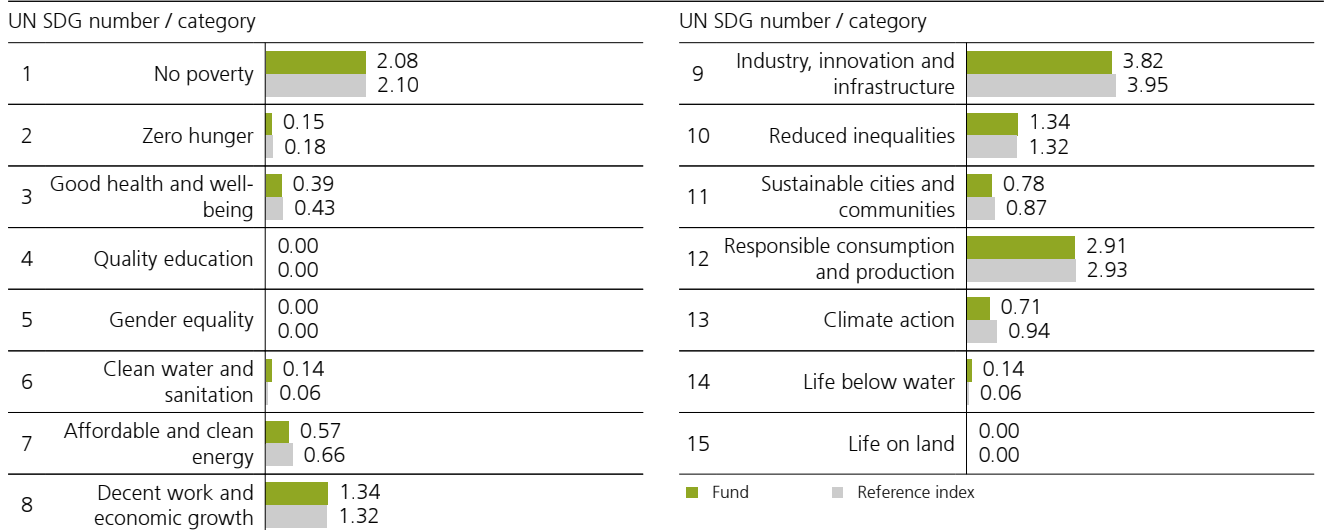 UN SDG number / category
1 No poverty 2.08
2.10
2 Zero hunger 0.15
0.18
3 Good health and well-
being 0.39
0.43
4 Quality education 0.00
0.00
5 Gender equality 0.00
0.00
6 Clean water and
sanitation 0.14
0.06
7 Affordable and clean
energy 0.57
0.66
8 Decent work and
economic growth 1.34
1.32
UN SDG number / category
9 Industry, innovation and
infrastructure 3.82
3.95
10 Reduced inequalities 1.34
1.32
11 Sustainable cities and
communities 0.78
0.87
12 Responsible consumption
and production 2.91
2.93
13 Climate action 0.71
0.94
14 Life below water 0.14
0.06
15 Life on land 0.00
0.00
Fund Reference index